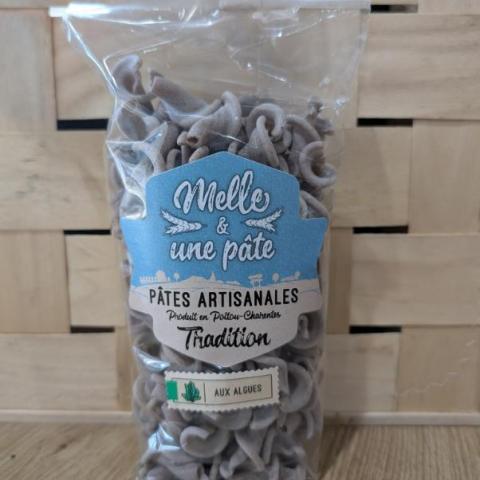 Melle
&
une pâte
PÂTES ARTISANALES
Produit en Poitou-Charentes
Tradition
AUX ALGUES